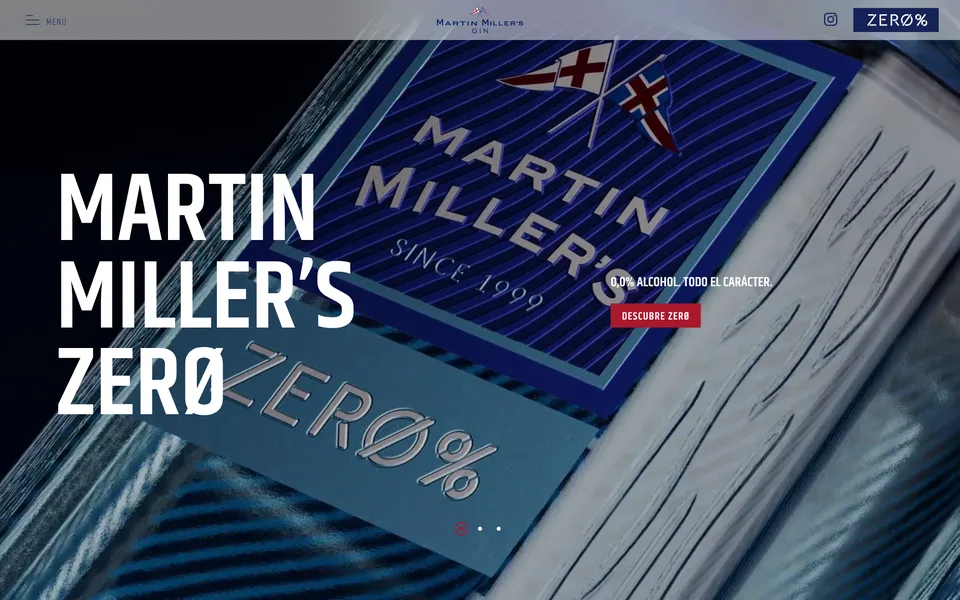 MENÚ
MARTIN MILLER'S
GIN
ZERØ%
MARTIN
MILLER'S
SINCE 1999
ZERØ%
MARTIN
MILLER’S
ZERØ
0,0% ALCOHOL. TODO EL CARÁCTER.
DESCUBRE ZERØ